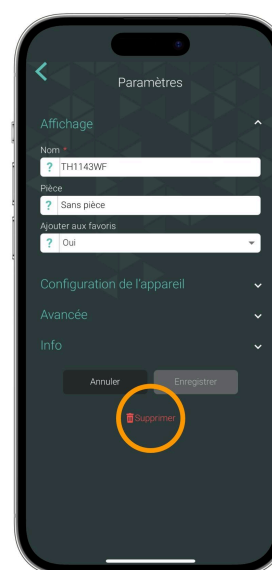 Paramètres
Affichage
Nom *
? TH1143WF
Pièce
? Sans pièce
Ajouter aux favoris
? Oui
Configuration de l'appareil
Avancée
Info
Annuler Enregistrer
Supprimer